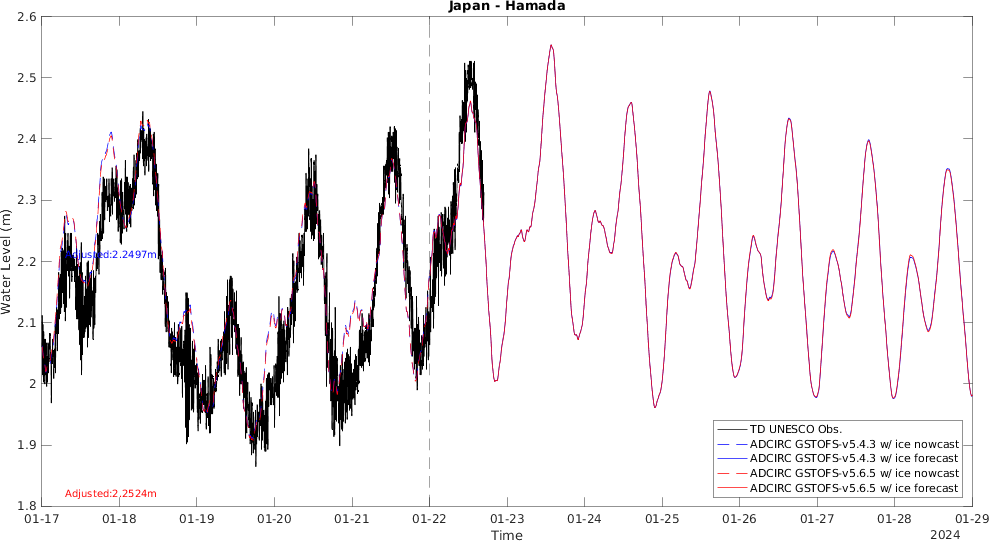 Japan - Hamada
2.6
2.5
2.4
2.3
2.2
2.1
2
1.9
1.8
Water Level (m)
Adjusted:2.2497m
Adjusted:2.2524m
TD UNESCO Obs.
ADCIRC GSTOFS-v5.4.3 w/ ice nowcast
ADCIRC GSTOFS-v5.4.3 w/ ice forecast
ADCIRC GSTOFS-v5.6.5 w/ ice nowcast
ADCIRC GSTOFS-v5.6.5 w/ ice forecast
01-17 01-18 01-19 01-20 01-21 01-22 01-23 01-24 01-25 01-26 01-27 01-28 01-29
Time
2024